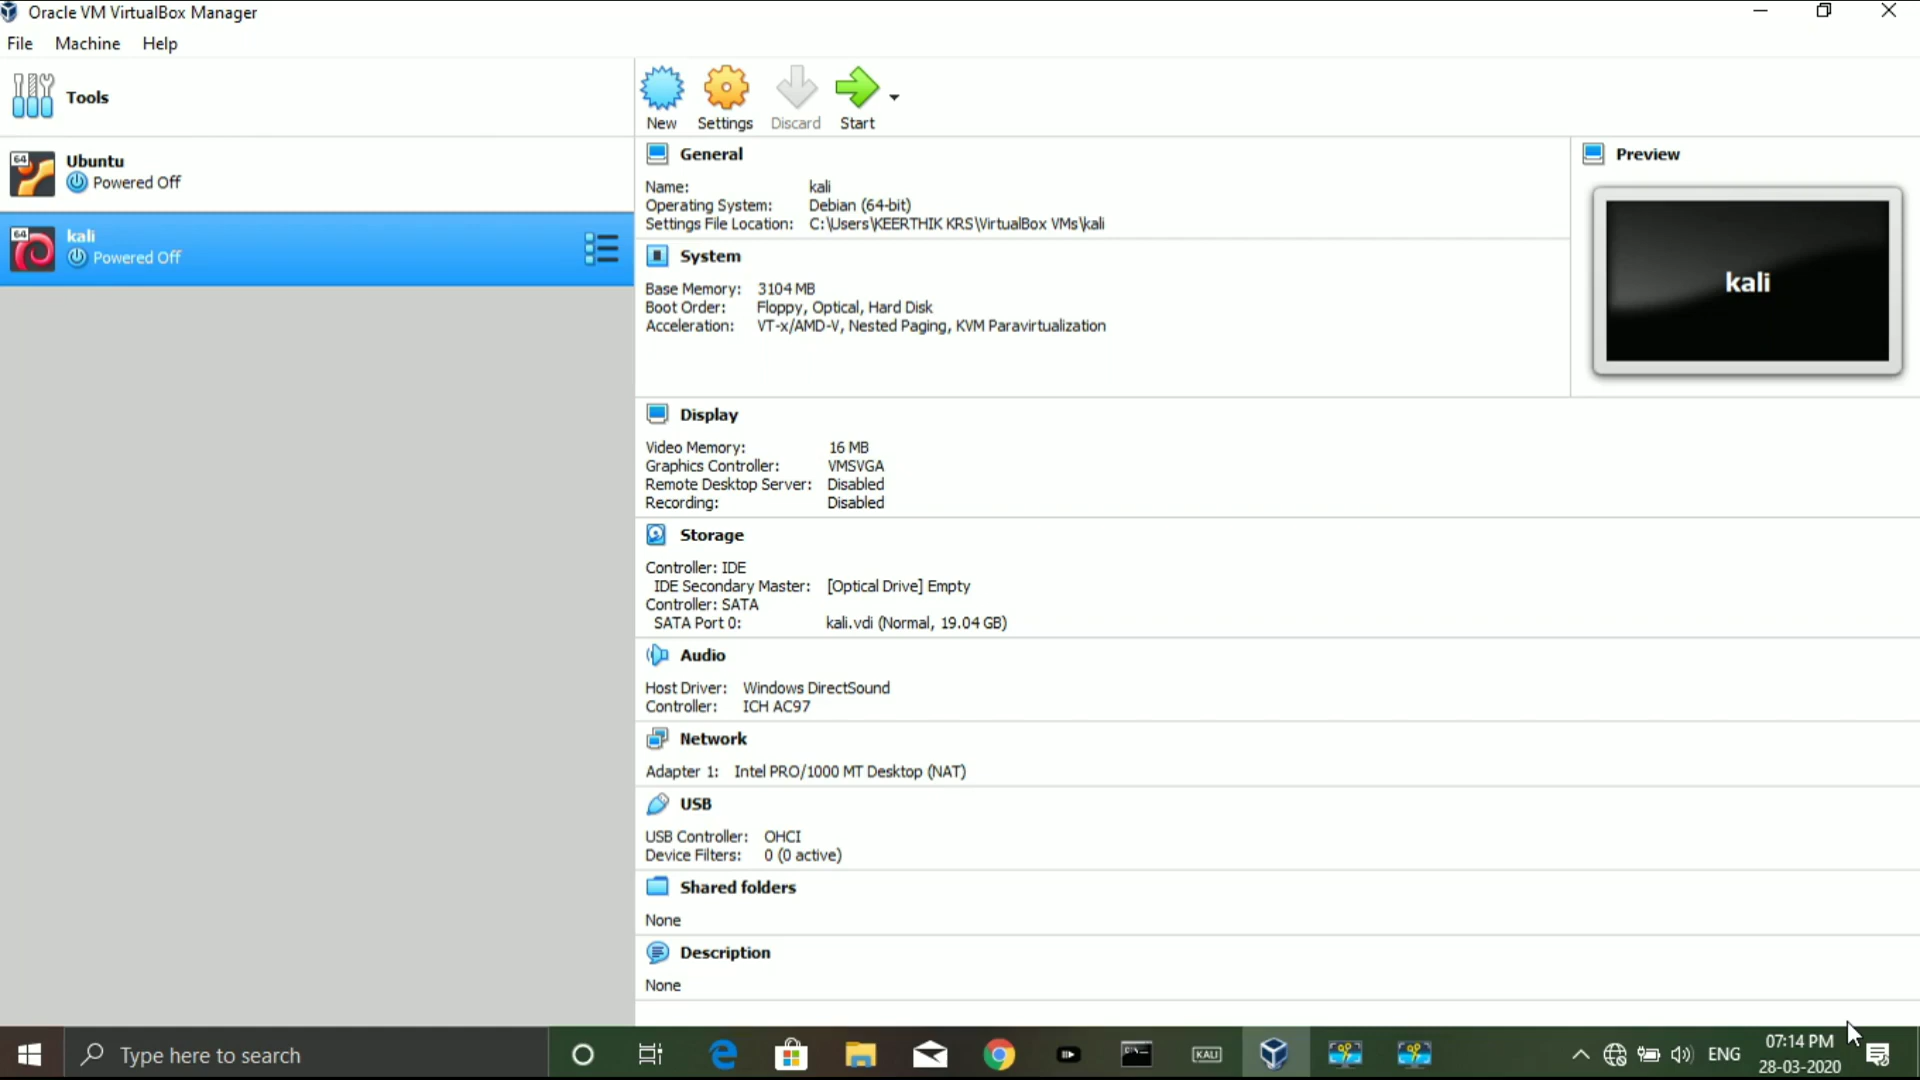 Oracle VM VirtualBox Manager
File Machine Help
Tools
New Settings Discard Start
64 Ubuntu
Powered Off
64 kali
Powered Off
General
Name: kali
Operating System: Debian (64-bit)
Settings File Location: C:\Users\KEERTHIK KRS\VirtualBox VMs\kali
Preview
kali
System
Base Memory: 3104 MB
Boot Order: Floppy, Optical, Hard Disk
Acceleration: VT-x/AMD-V, Nested Paging, KVM Paravirtualization
Display
Video Memory: 16 MB
Graphics Controller: VMSVGA
Remote Desktop Server: Disabled
Recording: Disabled
Storage
Controller: IDE
IDE Secondary Master: [Optical Drive] Empty
Controller: SATA
SATA Port 0: kali.vdi (Normal, 19.04 GB)
Audio
Host Driver: Windows DirectSound
Controller: ICH AC97
Network
Adapter 1: Intel PRO/1000 MT Desktop (NAT)
USB
USB Controller: OHCI
Device Filters: 0 (0 active)
Shared folders
None
Description
None
Type here to search
KALI
ENG
07:14 PM
28-03-2020